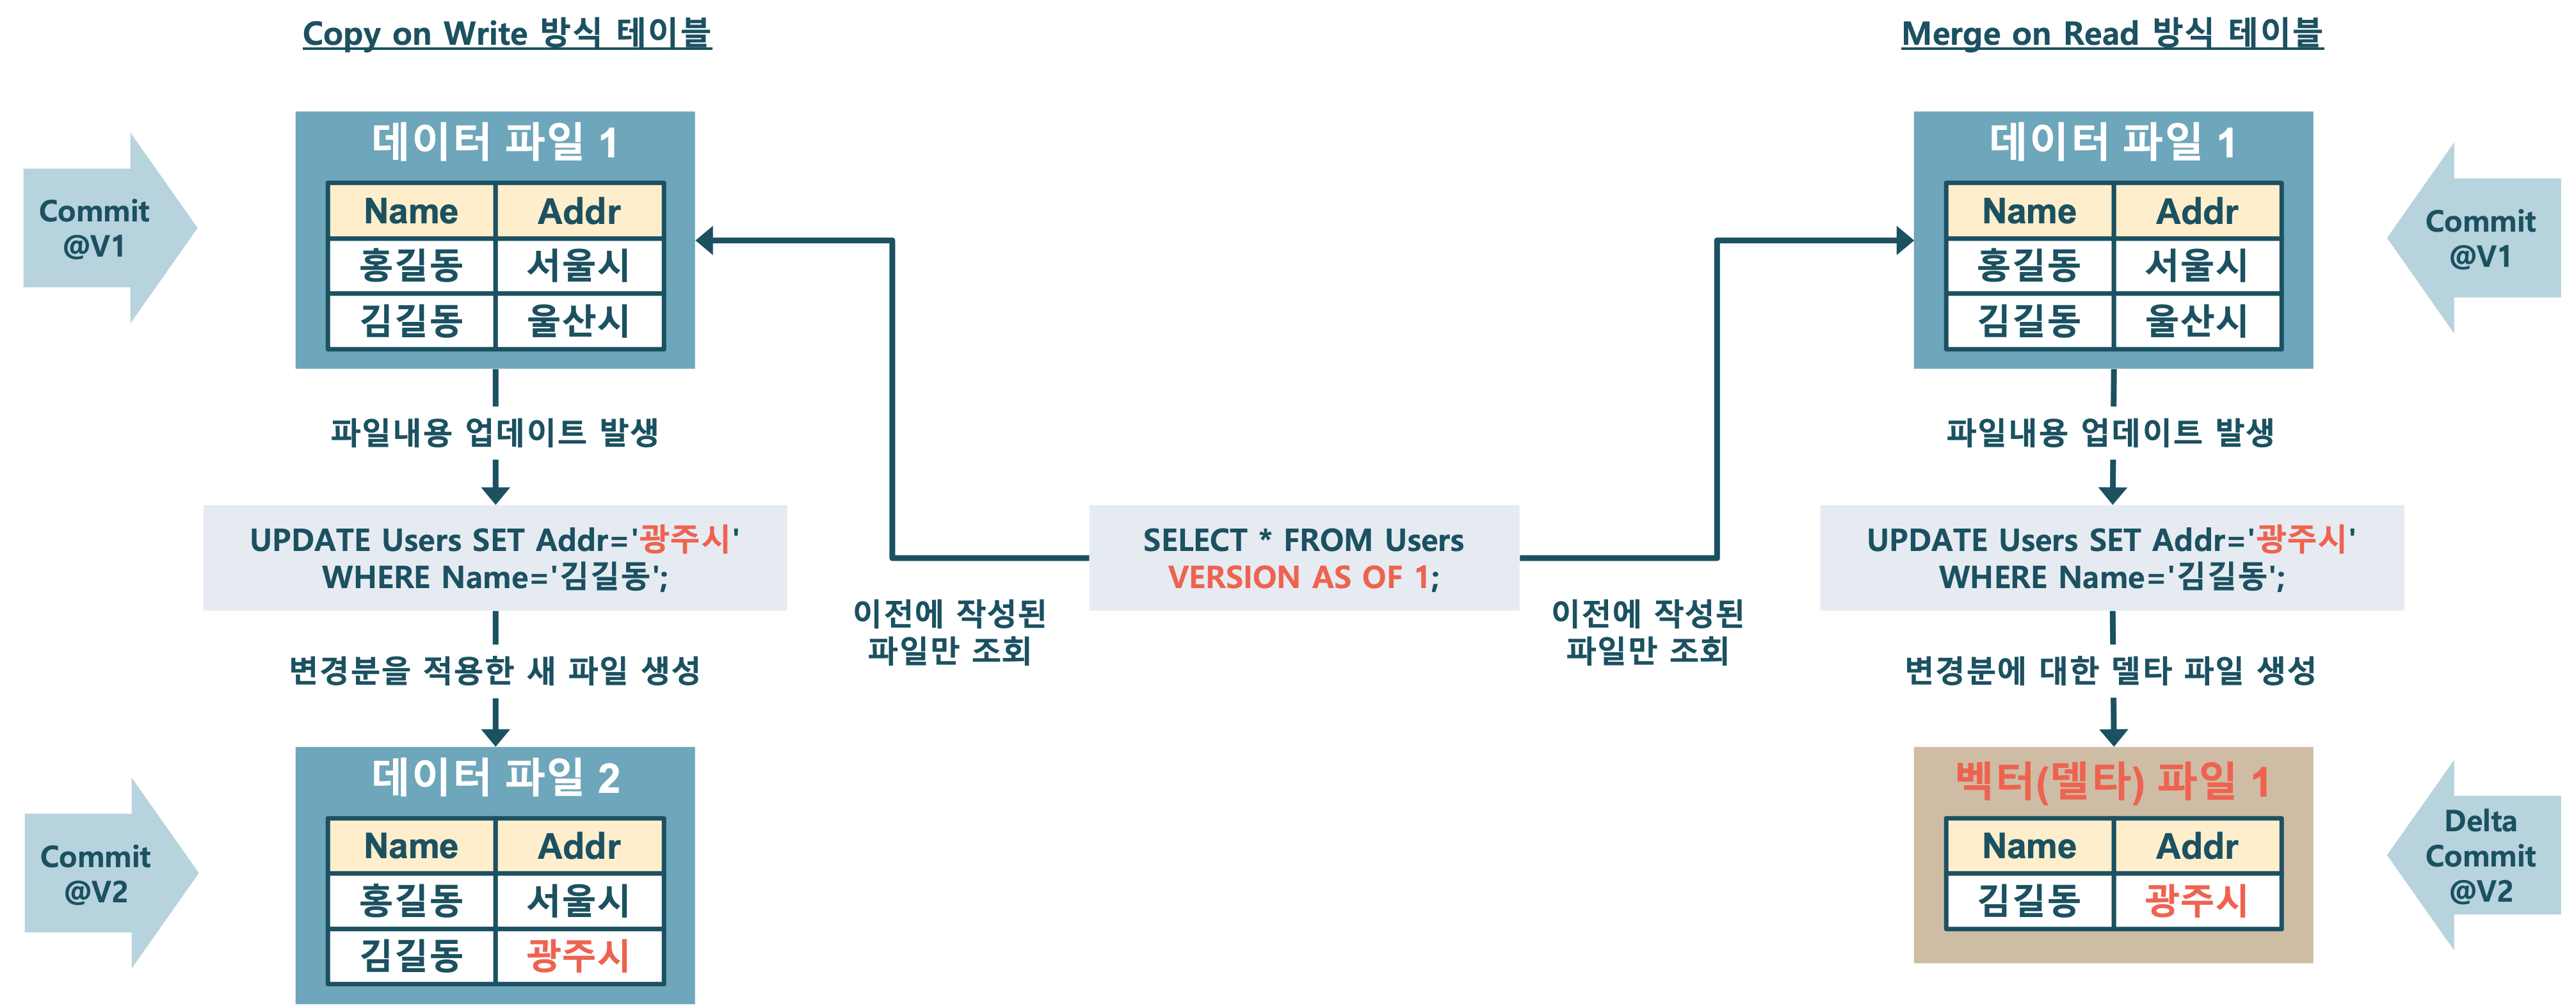 Copy on Write 방식 테이블
Commit
@V1
데이터 파일 1
Name Addr
홍길동 서울시
김길동 울산시
파일내용 업데이트 발생
UPDATE Users SET Addr='광주시'
WHERE Name='김길동';
변경분을 적용한 새 파일 생성
Commit
@V2
데이터 파일 2
Name Addr
홍길동 서울시
김길동 광주시
이전에 작성된
파일만 조회
SELECT * FROM Users
VERSION AS OF 1;
이전에 작성된
파일만 조회
Merge on Read 방식 테이블
데이터 파일 1
Name Addr
홍길동 서울시
김길동 울산시
Commit
@V1
파일내용 업데이트 발생
UPDATE Users SET Addr='광주시'
WHERE Name='김길동';
변경분에 대한 델타 파일 생성
벡터(델타) 파일 1
Name Addr
김길동 광주시
Delta
Commit
@V2